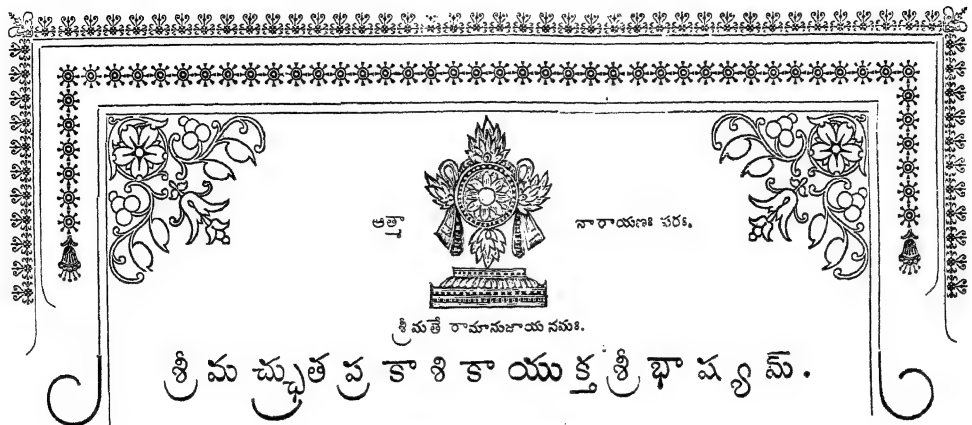 ఆత్మా నారాయణః పరః.
శ్రీమతే రామానుజాయ నమః.
శ్రీమచ్ఛ్రుతప్రకాశికాయుక్తశ్రీభాష్యమ్.